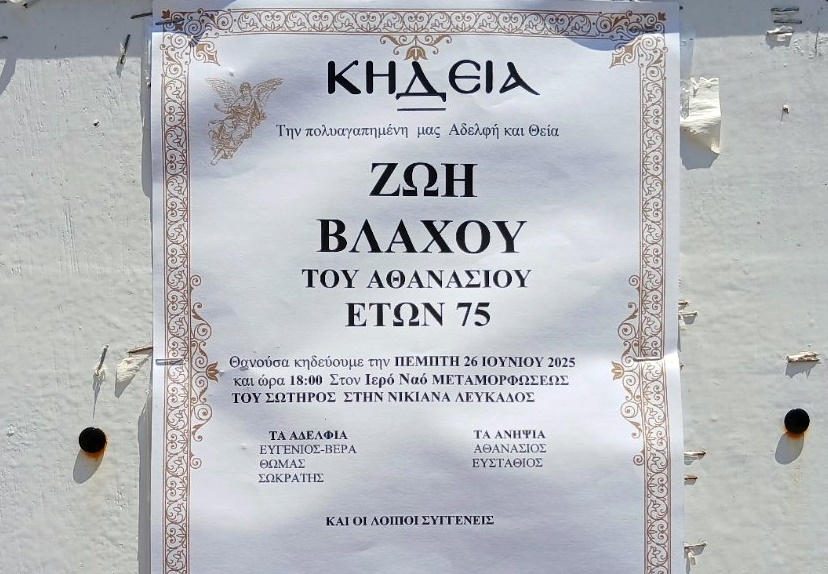 ΚΗΔΕΙΑ
Την πολυαγαπημένη μας Αδελφή και Θεία
ΖΩΗ
ΒΛΑΧΟΥ
ΤΟΥ ΑΘΑΝΑΣΙΟΥ
ΕΤΩΝ 75
Θανούσα κηδεύουμε την ΠΕΜΠΤΗ 26 ΙΟΥΝΙΟΥ 2025
και ώρα 18:00 Στον Ιερό Ναό ΜΕΤΑΜΟΡΦΩΣΕΩΣ
ΤΟΥ ΣΩΤΗΡΟΣ ΣΤΗΝ ΝΙΚΙΑΝΑ ΛΕΥΚΑΔΟΣ
ΤΑ ΑΔΕΛΦΙΑ
ΕΥΓΕΝΙΟΣ-ΒΕΡΑ
ΘΩΜΑΣ
ΣΩΚΡΑΤΗΣ
ΤΑ ΑΝΗΨΙΑ
ΑΘΑΝΑΣΙΟΣ
ΕΥΣΤΑΘΙΟΣ
ΚΑΙ ΟΙ ΛΟΙΠΟΙ ΣΥΓΓΕΝΕΙΣ